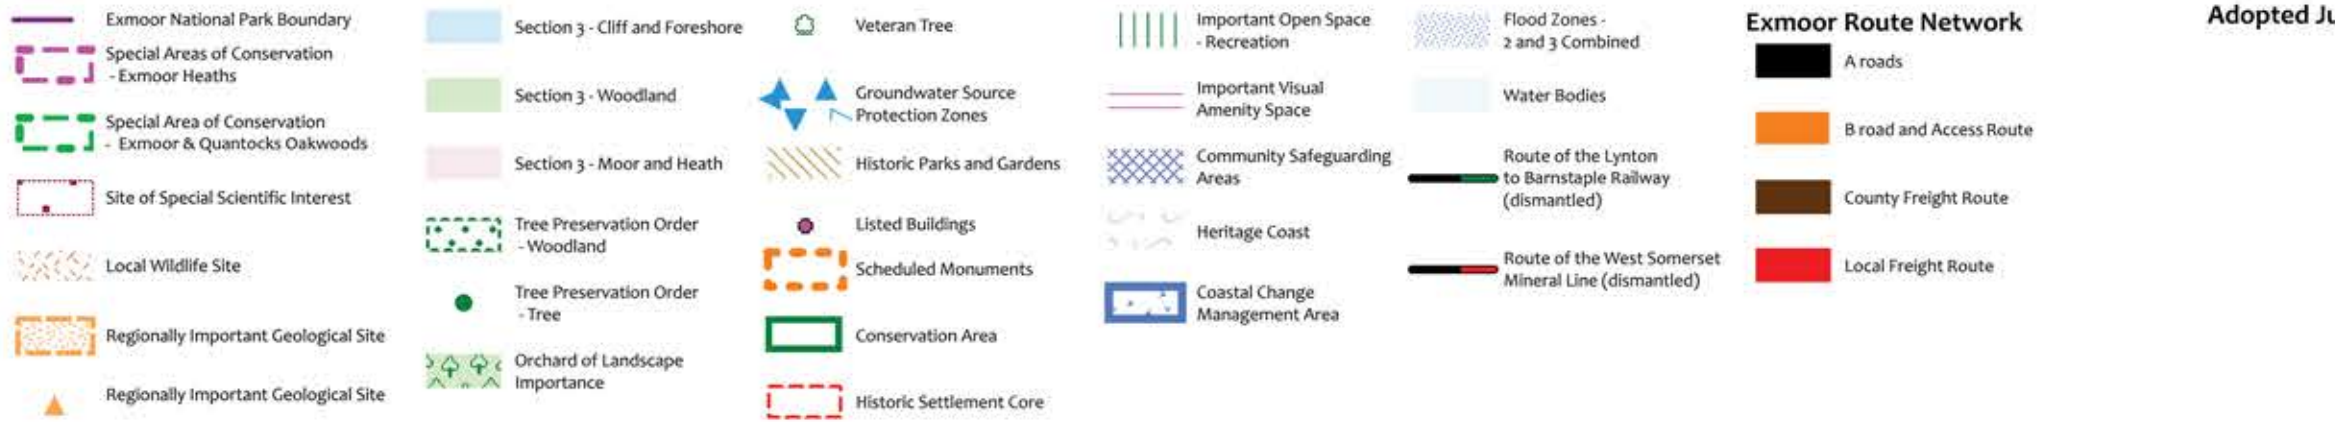 Exmoor National Park Boundary
Special Areas of Conservation
- Exmoor Heaths
Special Area of Conservation
- Exmoor & Quantocks Oakwoods
Site of Special Scientific Interest
Local Wildlife Site
Regionally Important Geological Site
Regionally Important Geological Site
Section 3 - Cliff and Foreshore
Section 3 - Woodland
Section 3 - Moor and Heath
Tree Preservation Order
- Woodland
Tree Preservation Order
- Tree
Orchard of Landscape
Importance
Veteran Tree
Groundwater Source
Protection Zones
Historic Parks and Gardens
Listed Buildings
Scheduled Monuments
Conservation Area
Historic Settlement Core
Important Open Space
- Recreation
Important Visual
Amenity Space
Community Safeguarding
Areas
Heritage Coast
Coastal Change
Management Area
Flood Zones -
2 and 3 Combined
Water Bodies
Route of the Lynton
to Barnstaple Railway
(dismantled)
Route of the West Somerset
Mineral Line (dismantled)
Exmoor Route Network
A roads
B road and Access Route
County Freight Route
Local Freight Route
Adopted Ju